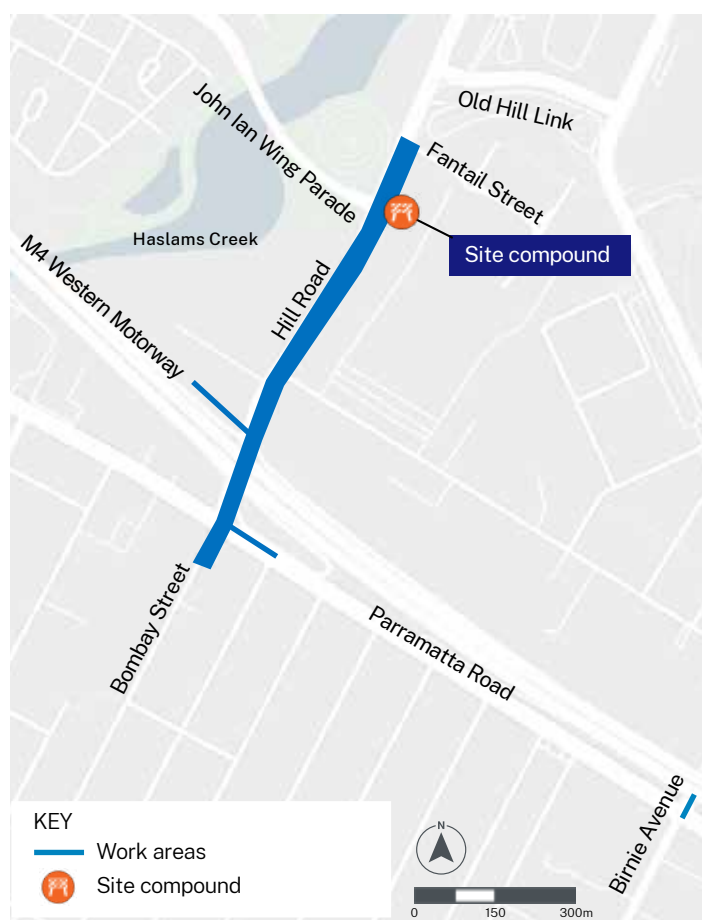 Old Hill Link
John Ian Wing Parade
Fantail Street
Haslams Creek
Site compound
M4 Western Motorway
Hill Road
Bombay Street
Parramatta Road
Birnie Avenue
KEY
Work areas
Site compound
N
0 150 300m